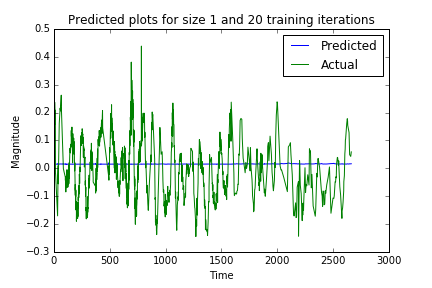 Predicted plots for size 1 and 20 training iterations
Predicted
Actual
Magnitude
0.5
0.4
0.3
0.2
0.1
0.0
−0.1
−0.2
−0.3
0 500 1000 1500 2000 2500 3000
Time